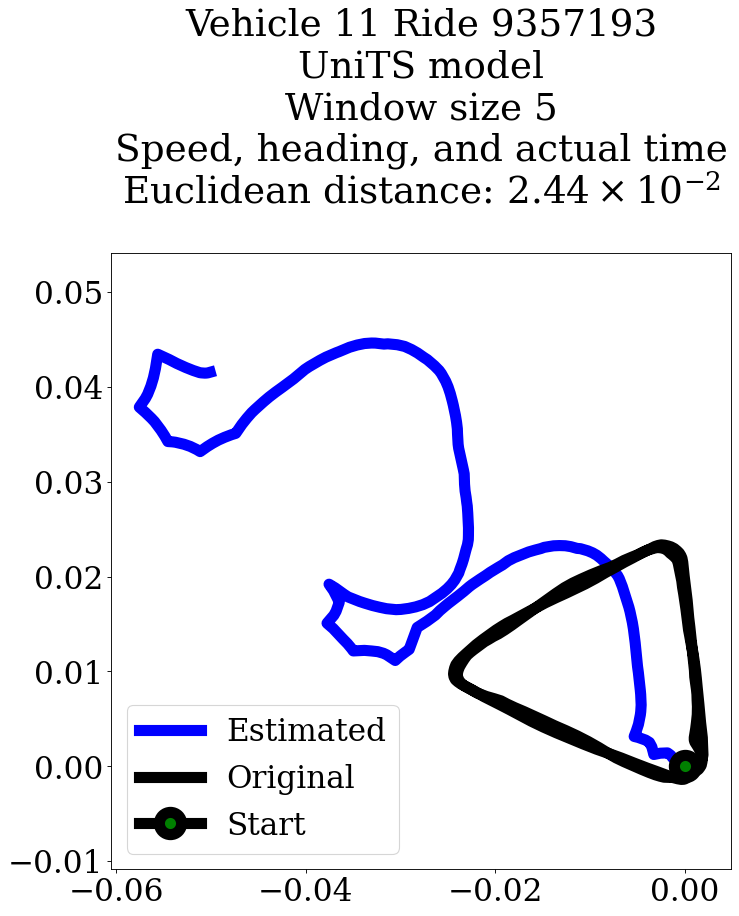 Vehicle 11 Ride 9357193
UniTS model
Window size 5
Speed, heading, and actual time
Euclidean distance: 2.44 × 10⁻²
0.05
0.04
0.03
0.02
0.01
0.00
−0.01
Estimated
Original
Start
−0.06 −0.04 −0.02 0.00